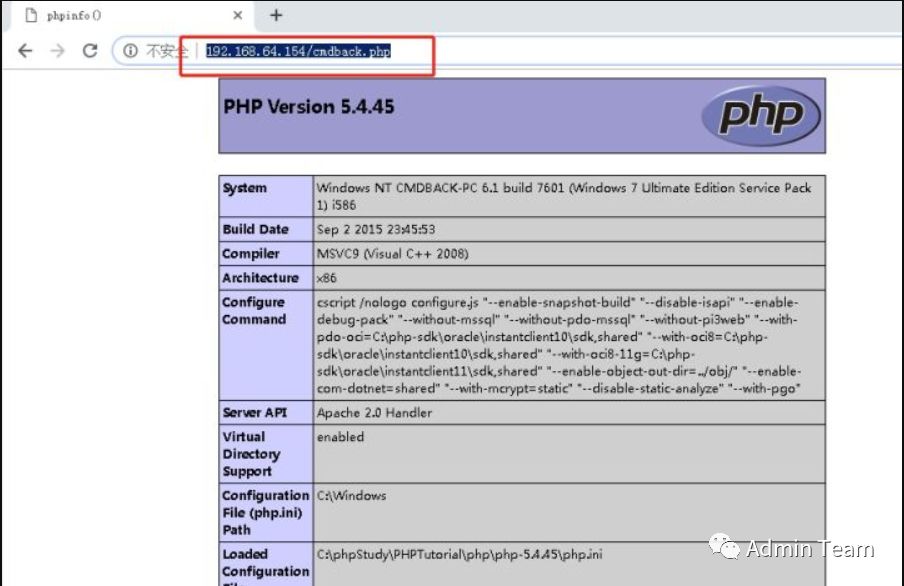 phpinfo()
不安全 192.168.64.154/cmdback.php
PHP Version 5.4.45
php
System
Windows NT CMDBACK-PC 6.1 build 7601 (Windows 7 Ultimate Edition Service Pack
1) i586
Build Date
Sep 2 2015 23:45:53
Compiler
MSVC9 (Visual C++ 2008)
Architecture
x86
Configure
Command
cscript /nologo configure.js "--enable-snapshot-build" "--disable-isapi" "--enable-
debug-pack" "--without-mssql" "--without-pdo-mssql" "--without-pi3web" "--with-
pdo-oci=C:\php-sdk\oracle\instantclient10\sdk,shared" "--with-oci8=C:\php-
sdk\oracle\instantclient10\sdk,shared" "--with-oci8-11g=C:\php-
sdk\oracle\instantclient11\sdk,shared" "--enable-object-out-dir=../obj/" "--enable-
com-dotnet=shared" "--with-mcrypt=static" "--disable-static-analyze" "--with-pgo"
Server API
Apache 2.0 Handler
Virtual
Directory
Support
enabled
Configuration
File (php.ini)
Path
C:\Windows
Loaded
Configuration
C:\phpStudy\PHPTutorial\php\php-5.4.45\php.ini
Admin Team